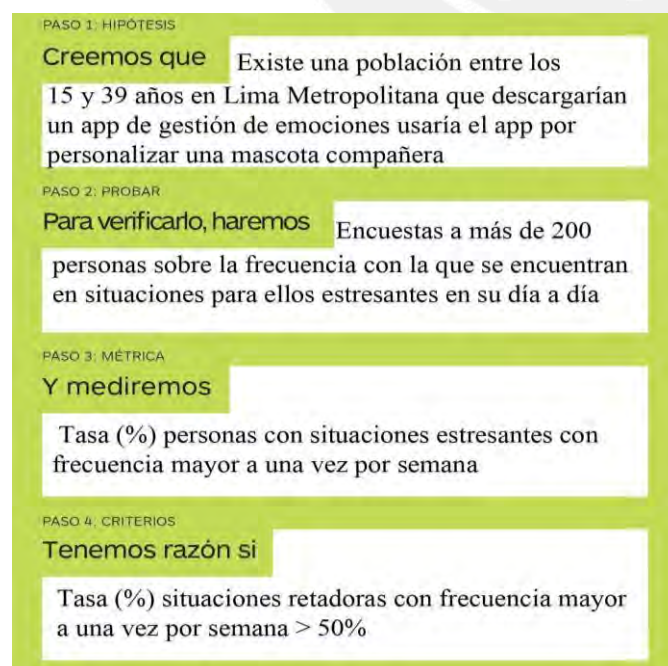 PASO 1: HIPÓTESIS
Creemos que Existe una población entre los
15 y 39 años en Lima Metropolitana que descargarían
un app de gestión de emociones usaría el app por
personalizar una mascota compañera
PASO 2: PROBAR
Para verificarlo, haremos Encuestas a más de 200
personas sobre la frecuencia con la que se encuentran
en situaciones para ellos estresantes en su día a día
PASO 3: MÉTRICA
Y mediremos
Tasa (%) personas con situaciones estresantes con
frecuencia mayor a una vez por semana
PASO 4: CRITERIOS
Tenemos razón si
Tasa (%) situaciones retadoras con frecuencia mayor
a una vez por semana > 50%